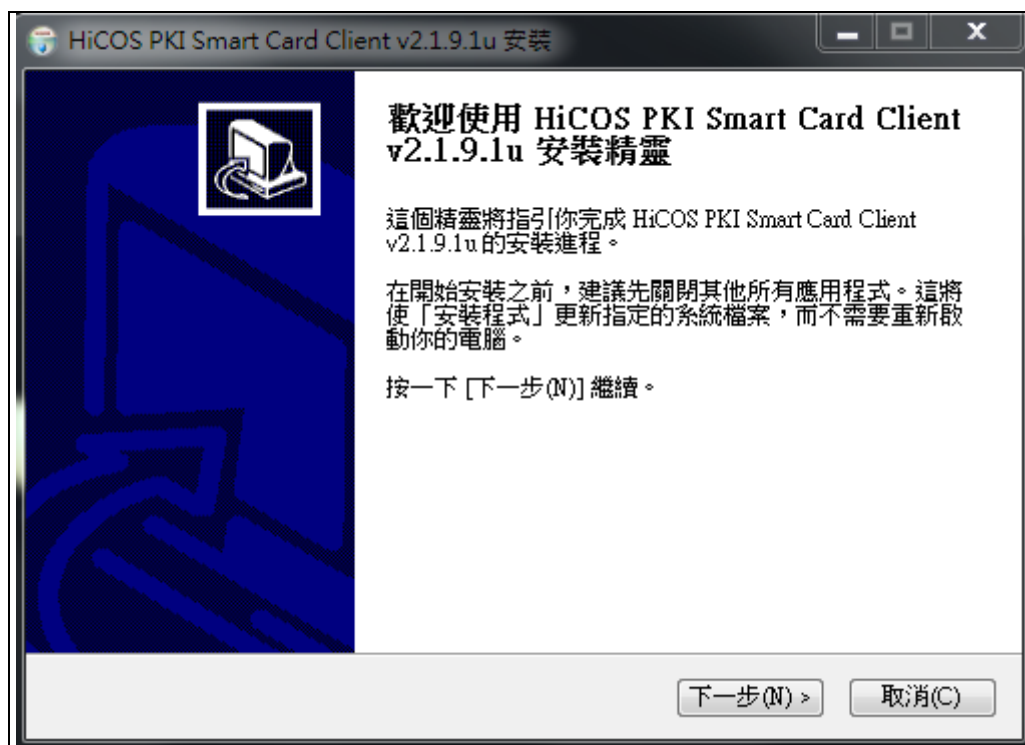 HiCOS PKI Smart Card Client v2.1.9.1u 安裝
歡迎使用 HiCOS PKI Smart Card Client
v2.1.9.1u 安裝精靈
這個精靈將指引你完成 HiCOS PKI Smart Card Client
v2.1.9.1u 的安裝進程。
在開始安裝之前，建議先關閉其他所有應用程式。這將
使「安裝程式」更新指定的系統檔案，而不需要重新啟
動你的電腦。
按一下 [下一步(N)] 繼續。
下一步(N) >
取消(C)